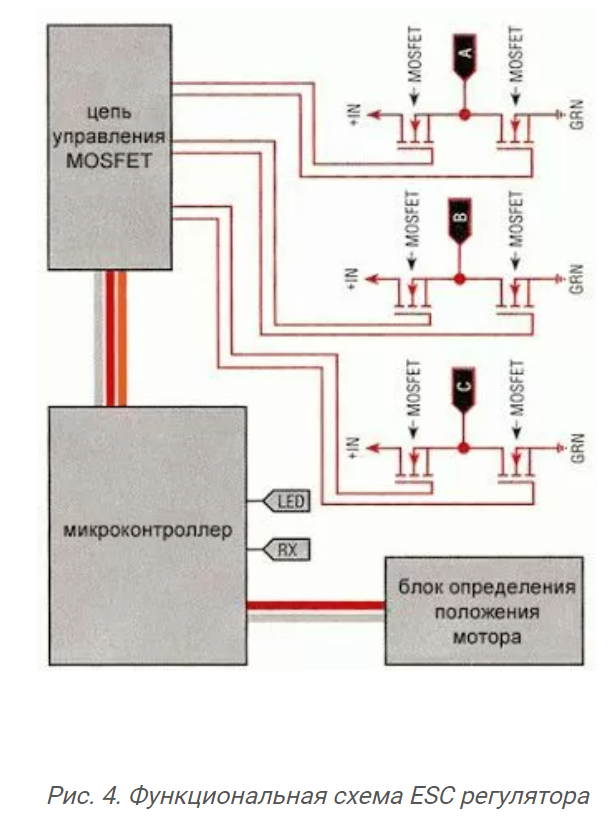 цепь
управления
MOSFET
+IN
MOSFET
A
MOSFET
GRN
+IN
MOSFET
B
MOSFET
GRN
+IN
MOSFET
C
MOSFET
GRN
микроконтроллер
LED
RX
блок определения
положения
мотора
Рис. 4. Функциональная схема ESC регулятора